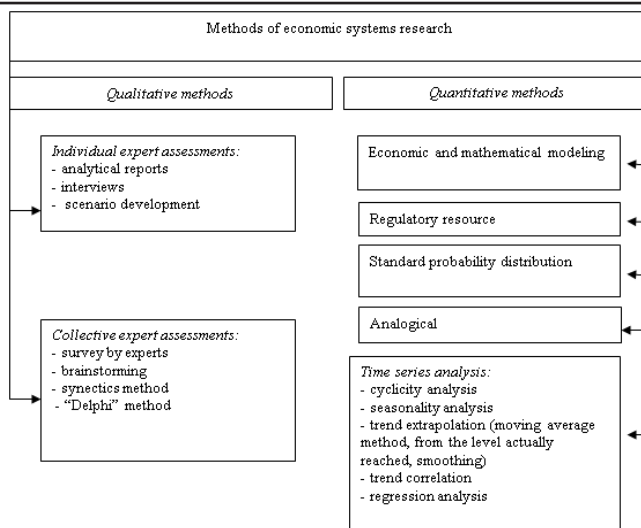 Methods of economic systems research
Qualitative methods
Quantitative methods
Individual expert assessments:
- analytical reports
- interviews
- scenario development
Collective expert assessments:
- survey by experts
- brainstorming
- synectics method
- “Delphi” method
Economic and mathematical modeling
Regulatory resource
Standard probability distribution
Analogical
Time series analysis:
- cyclicity analysis
- seasonality analysis
- trend extrapolation (moving average
method, from the level actually
reached, smoothing)
- trend correlation
- regression analysis